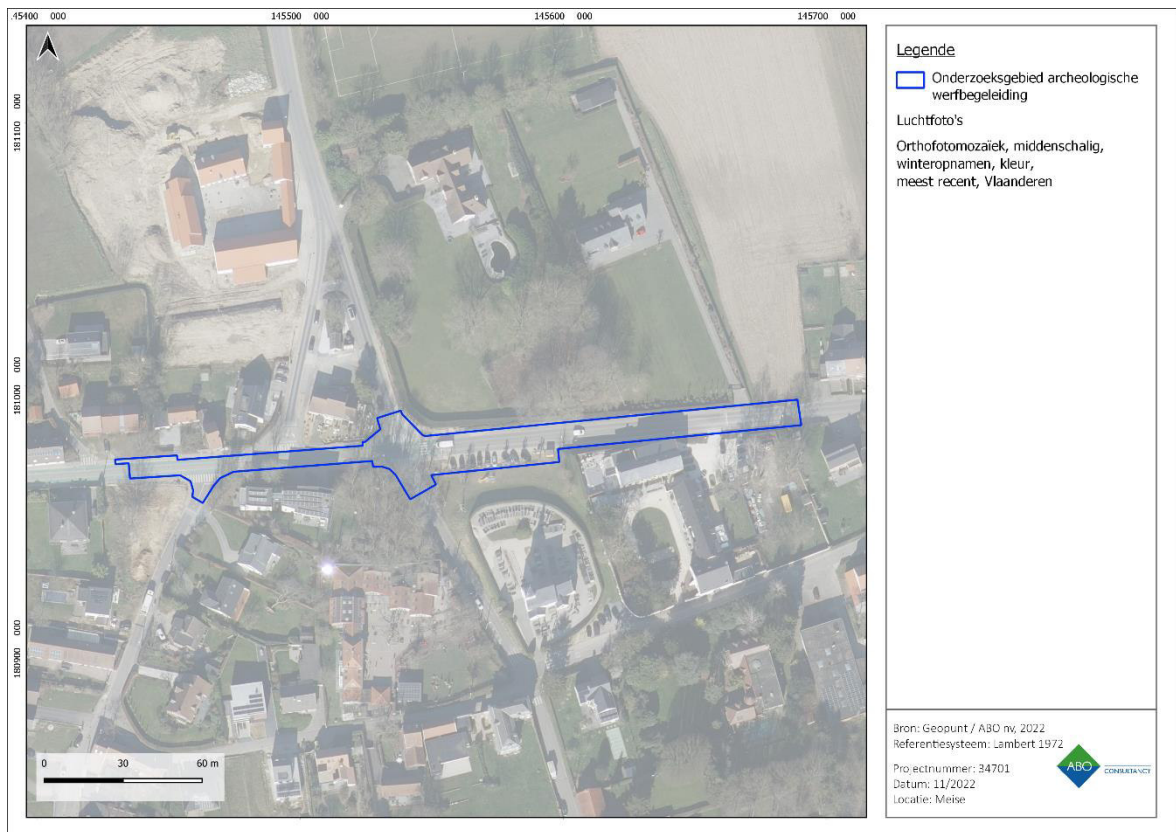 145400 000
145500 000
145600 000
145700 000
181100 000
181000 000
180900 000
0 30 60 m
Legende
Onderzoeksgebied archeologische
werfbegeleiding
Luchtfoto's
Orthofotomozaïek, middenschalig,
winteropnamen, kleur,
meest recent, Vlaanderen
Bron: Geopunt / ABO nv, 2022
Referentiesysteem: Lambert 1972
Projectnummer: 34701
Datum: 11/2022
Locatie: Meise
ABO
CONSULTANCY